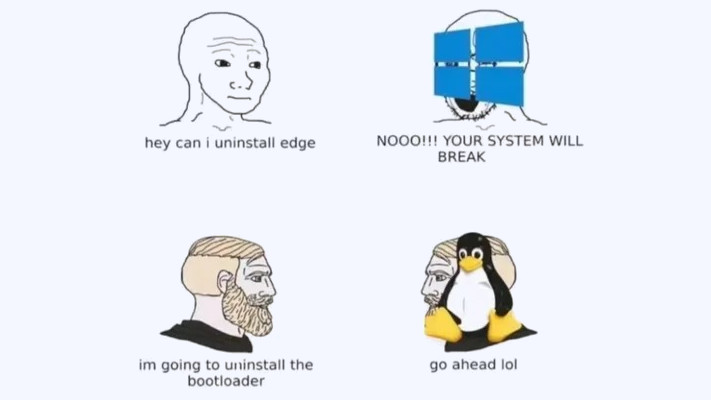 hey can i uninstall edge
NOOO!!! YOUR SYSTEM WILL
BREAK
im going to uninstall the
bootloader
go ahead lol